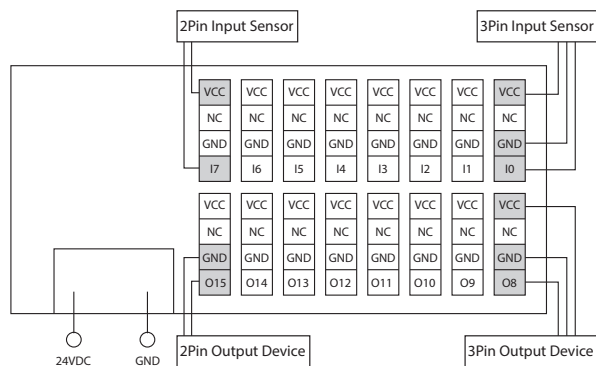 2Pin Input Sensor 3Pin Input Sensor
VCC VCC VCC VCC VCC VCC VCC VCC
NC NC NC NC NC NC NC NC
GND GND GND GND GND GND GND GND
I7 I6 I5 I4 I3 I2 I1 I0
VCC VCC VCC VCC VCC VCC VCC VCC
NC NC NC NC NC NC NC NC
GND GND GND GND GND GND GND GND
O15 O14 O13 O12 O11 O10 O9 O8
24VDC GND 2Pin Output Device 3Pin Output Device